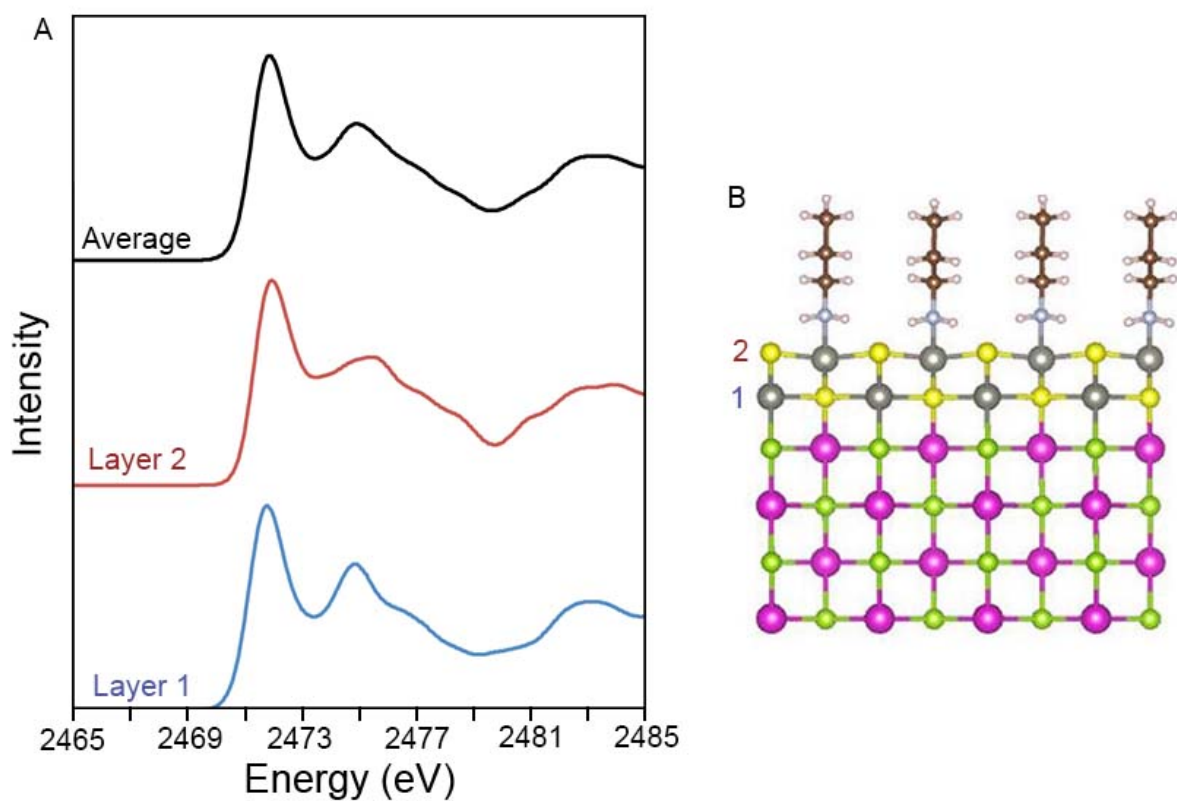 A
Intensity
Average
Layer 2
Layer 1
2465 2469 2473 2477 2481 2485
Energy (eV)
B
2
1